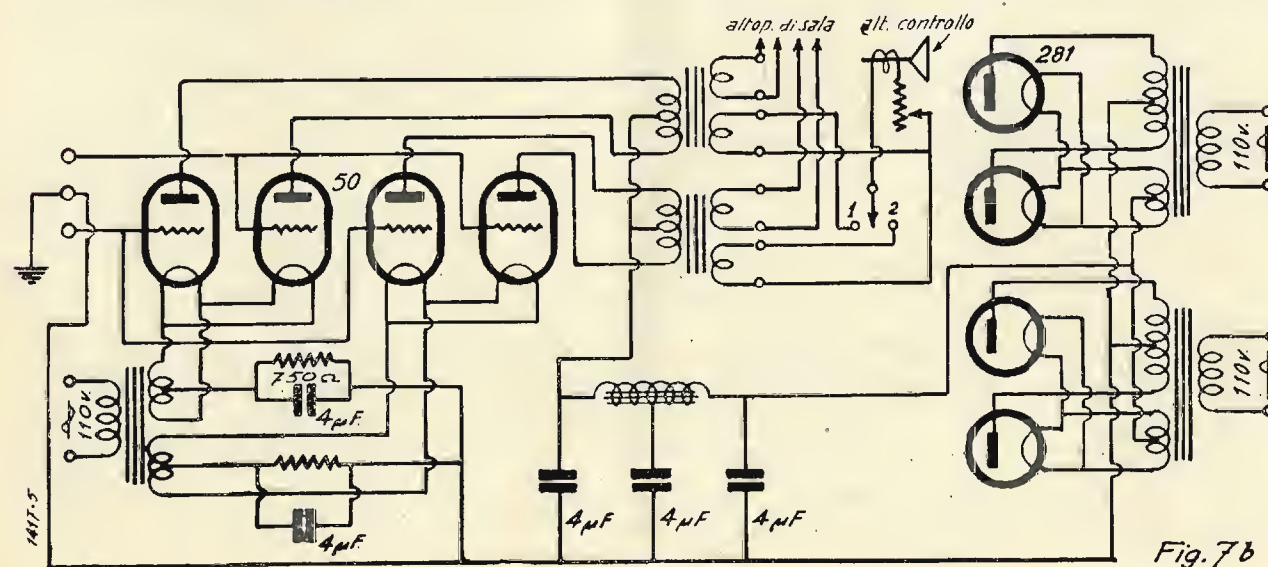 altop. di sala
alt. controllo
281
50
110v.
1
2
750Ω
4μF.
110v.
110v.
4μF.
4μF
4μF
4μF
1417-5
Fig. 7b